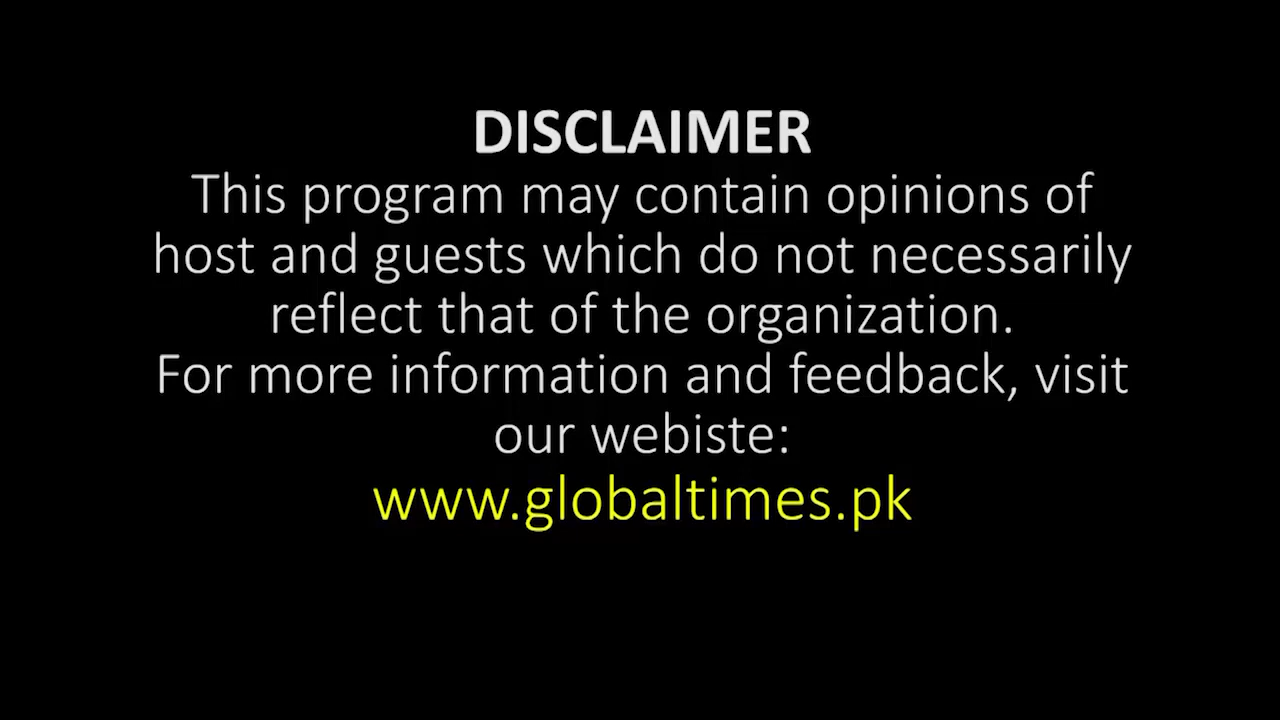 DISCLAIMER
This program may contain opinions of
host and guests which do not necessarily
reflect that of the organization.
For more information and feedback, visit
our webiste:
www.globaltimes.pk